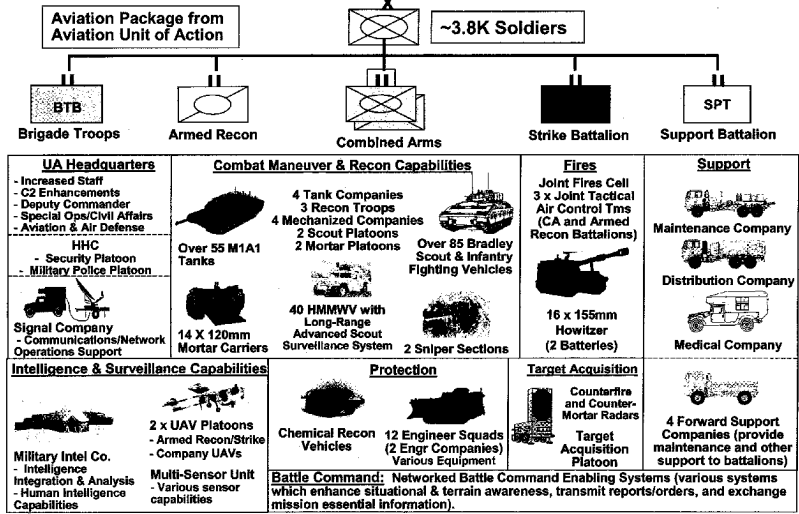 X
Aviation Package from
Aviation Unit of Action
~3.8K Soldiers
BTB
SPT
Brigade Troops
Armed Recon
Combined Arms
Strike Battalion
Support Battalion
UA Headquarters
- Increased Staff
- C2 Enhancements
- Deputy Commander
- Special Ops/Civil Affairs
- Aviation & Air Defense
HHC
- Security Platoon
- Military Police Platoon
Signal Company
- Communications/Network
Operations Support
Combat Maneuver & Recon Capabilities
4 Tank Companies
3 Recon Troops
4 Mechanized Companies
2 Scout Platoons
2 Mortar Platoons
Over 55 M1A1
Tanks
Over 85 Bradley
Scout & Infantry
Fighting Vehicles
14 X 120mm
Mortar Carriers
40 HMMWV with
Long-Range
Advanced Scout
Surveillance System
2 Sniper Sections
Fires
Joint Fires Cell
3 x Joint Tactical
Air Control Tms
(CA and Armed
Recon Battalions)
16 x 155mm
Howitzer
(2 Batteries)
Support
Maintenance Company
Distribution Company
Medical Company
4 Forward Support
Companies (provide
maintenance and other
support to battalions)
Intelligence & Surveillance Capabilities
Military Intel Co.
- Intelligence
Integration & Analysis
- Human Intelligence
Capabilities
2 x UAV Platoons
- Armed Recon/Strike
- Company UAVs
Multi-Sensor Unit
- Various sensor
capabilities
Protection
Chemical Recon
Vehicles
12 Engineer Squads
(2 Engr Companies)
Various Equipment
Target Acquisition
Counterfire
and Counter-
Mortar Radars
Target
Acquisition
Platoon
Battle Command: Networked Battle Command Enabling Systems (various systems
which enhance situational & terrain awareness, transmit reports/orders, and exchange
mission essential information).